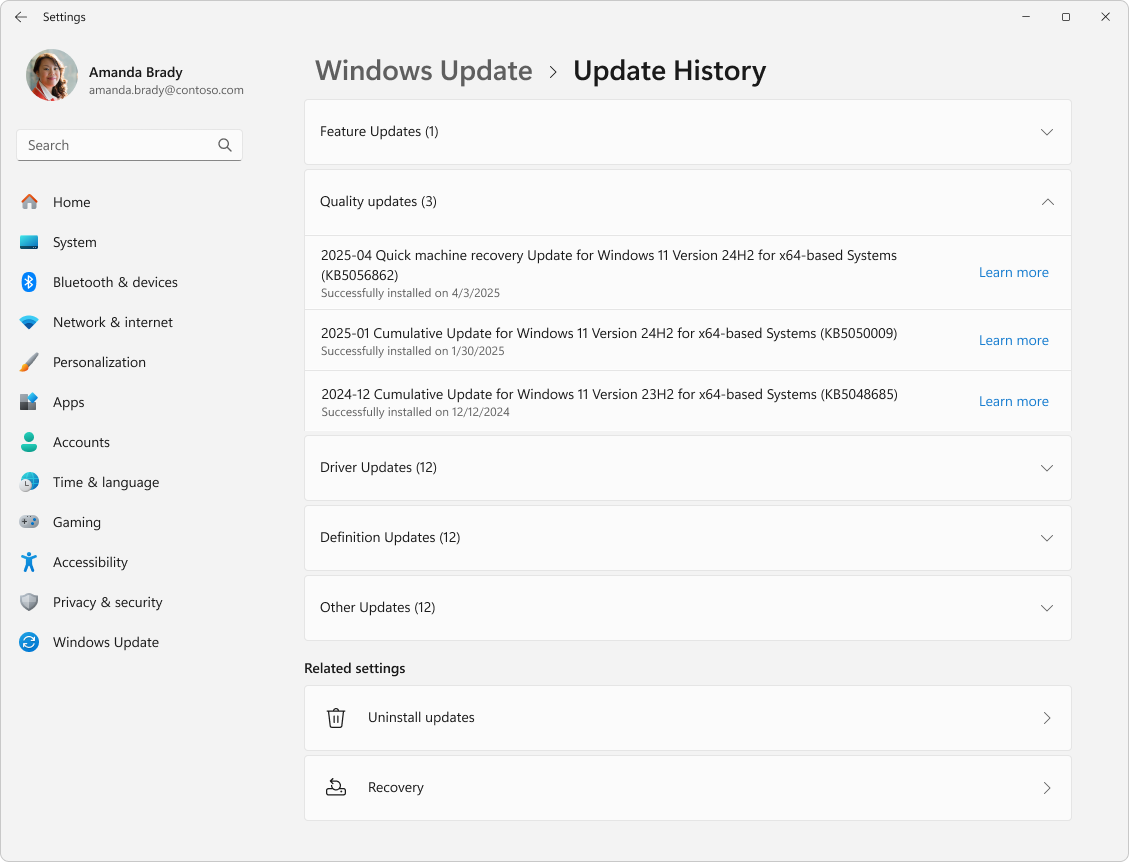 Settings
Amanda Brady
amanda.brady@contoso.com
Search
Home
System
Bluetooth & devices
Network & internet
Personalization
Apps
Accounts
Time & language
Gaming
Accessibility
Privacy & security
Windows Update
Windows Update > Update History
Feature Updates (1)
Quality updates (3)
2025-04 Quick machine recovery Update for Windows 11 Version 24H2 for x64-based Systems
(KB5056862)
Successfully installed on 4/3/2025
Learn more
2025-01 Cumulative Update for Windows 11 Version 24H2 for x64-based Systems (KB5050009)
Successfully installed on 1/30/2025
Learn more
2024-12 Cumulative Update for Windows 11 Version 23H2 for x64-based Systems (KB5048685)
Successfully installed on 12/12/2024
Learn more
Driver Updates (12)
Definition Updates (12)
Other Updates (12)
Related settings
Uninstall updates
Recovery